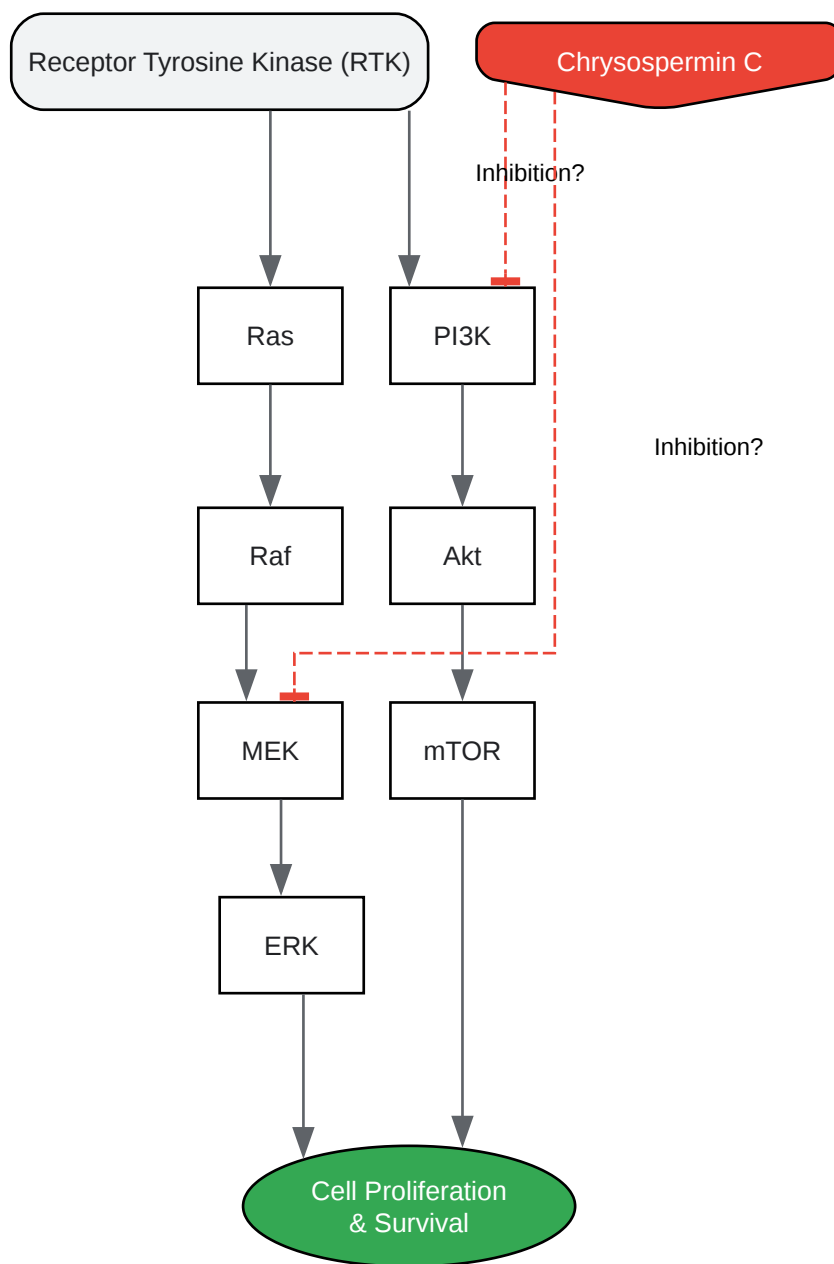 Receptor Tyrosine Kinase (RTK)
Chrysospermin C
Inhibition?
Ras
PI3K
Inhibition?
Raf
Akt
MEK
mTOR
ERK
Cell Proliferation
& Survival